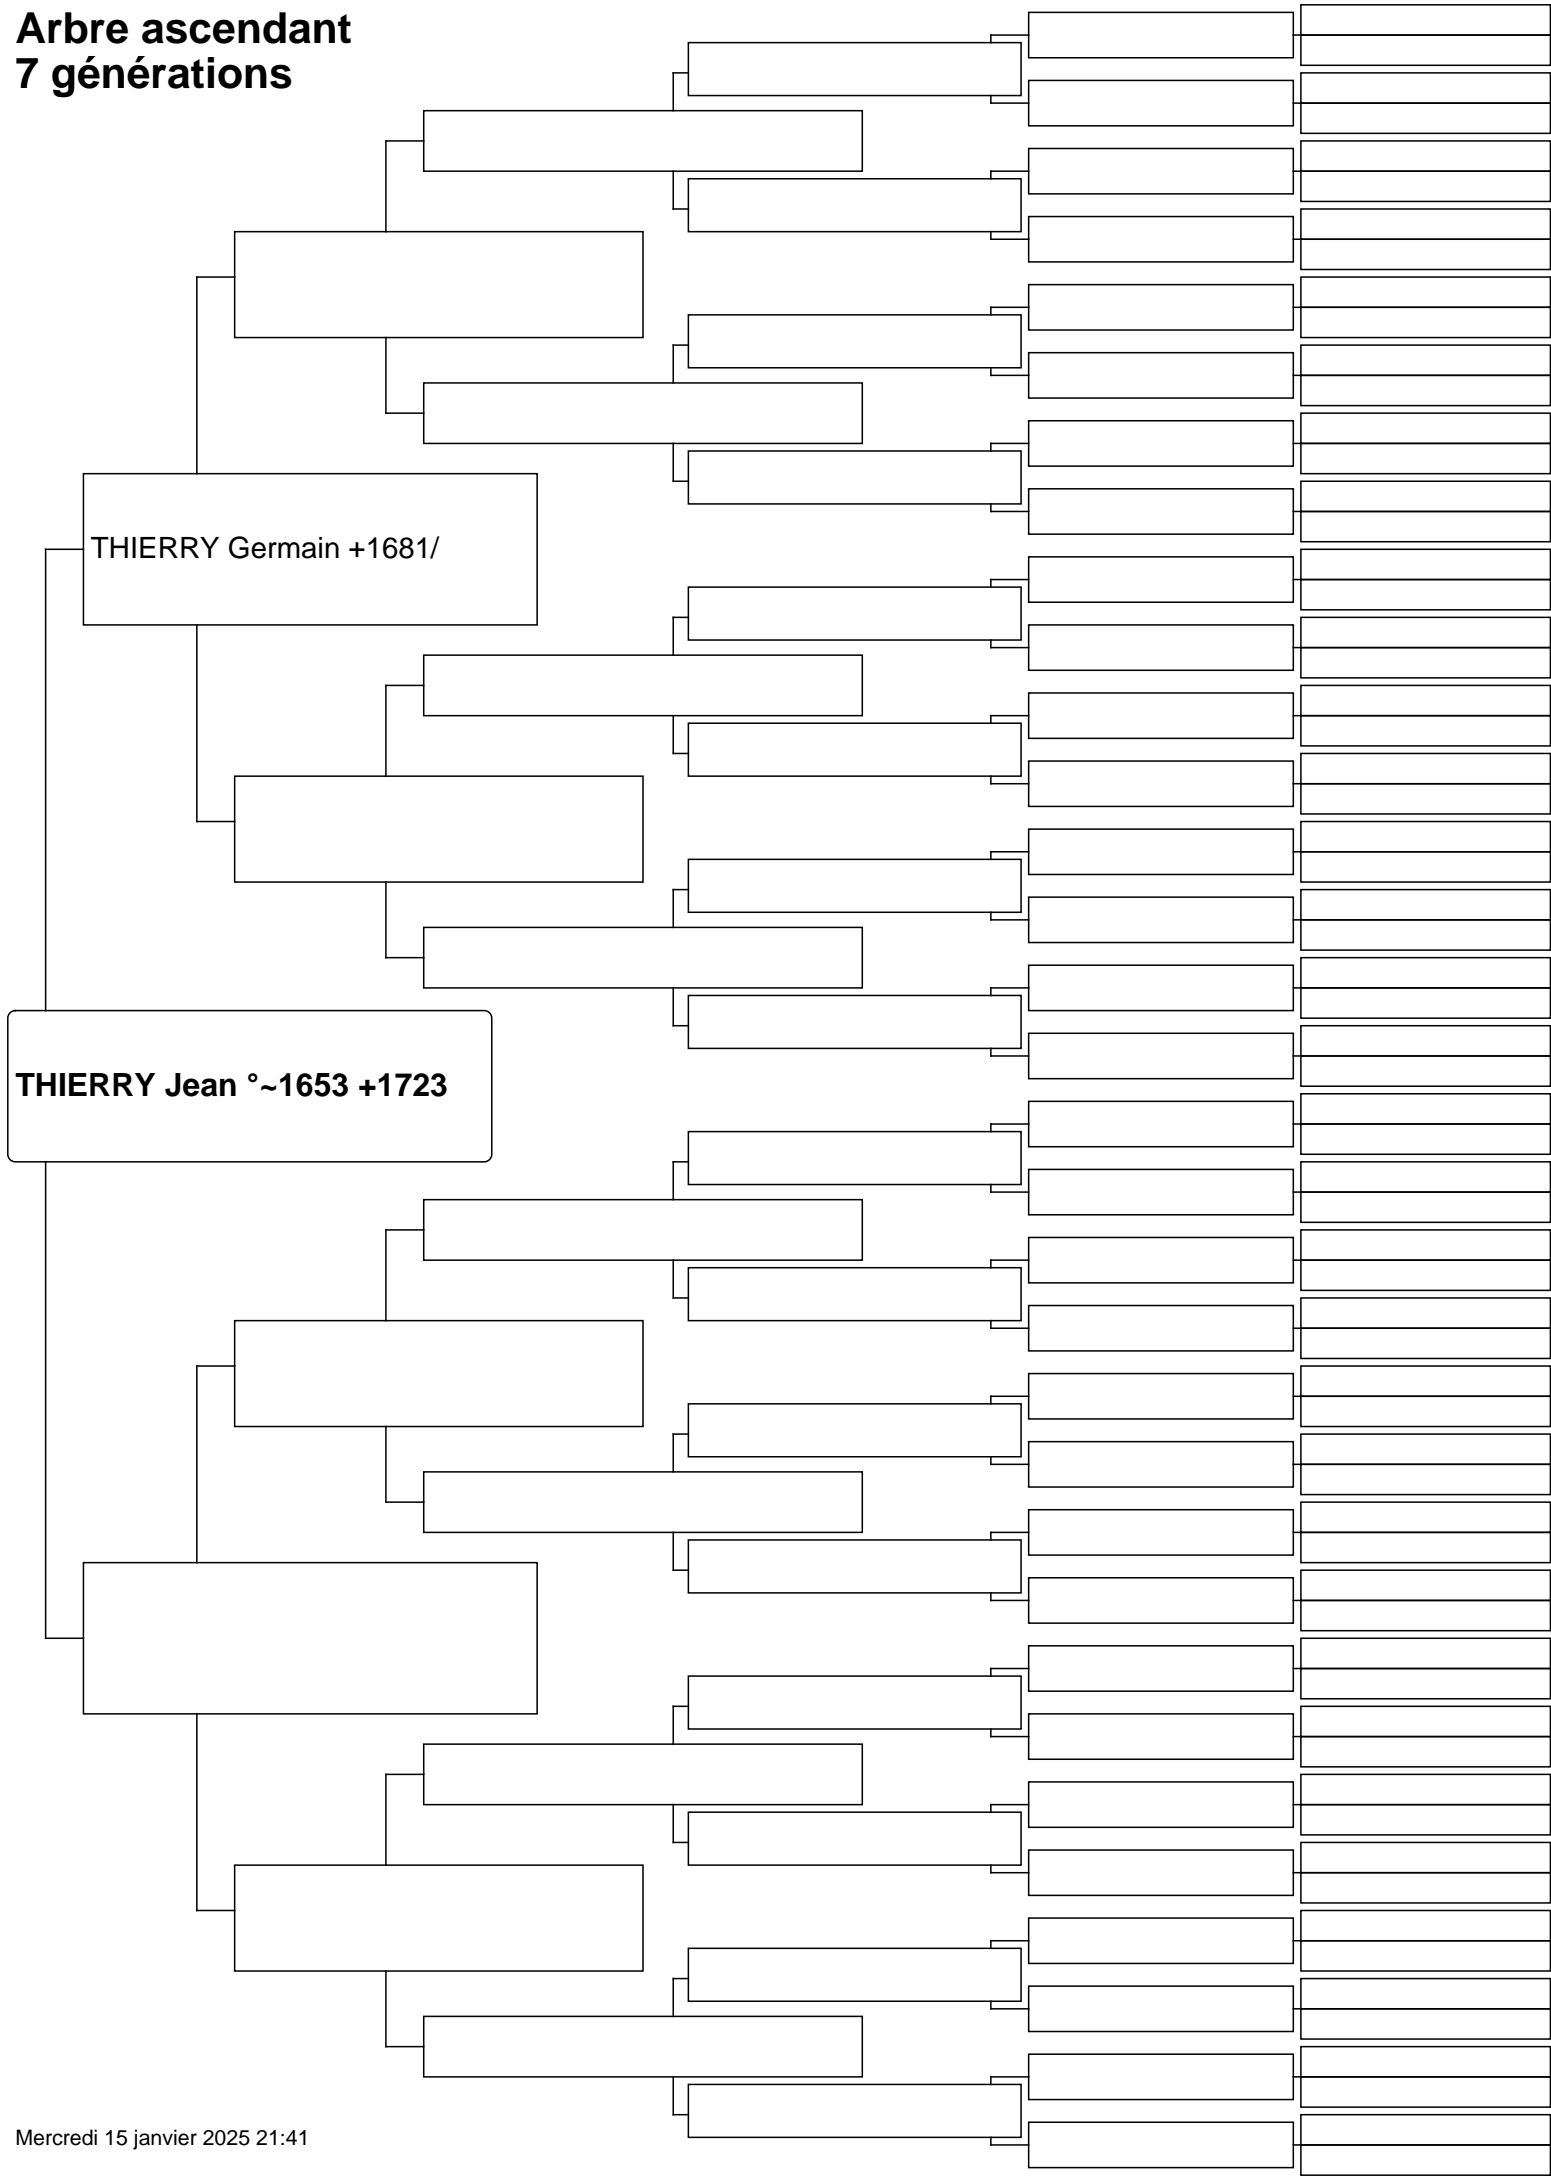 Arbre ascendant
7 générations
THIERRY Germain +1681/
THIERRY Jean °~1653 +1723
Mercredi 15 janvier 2025 21:41